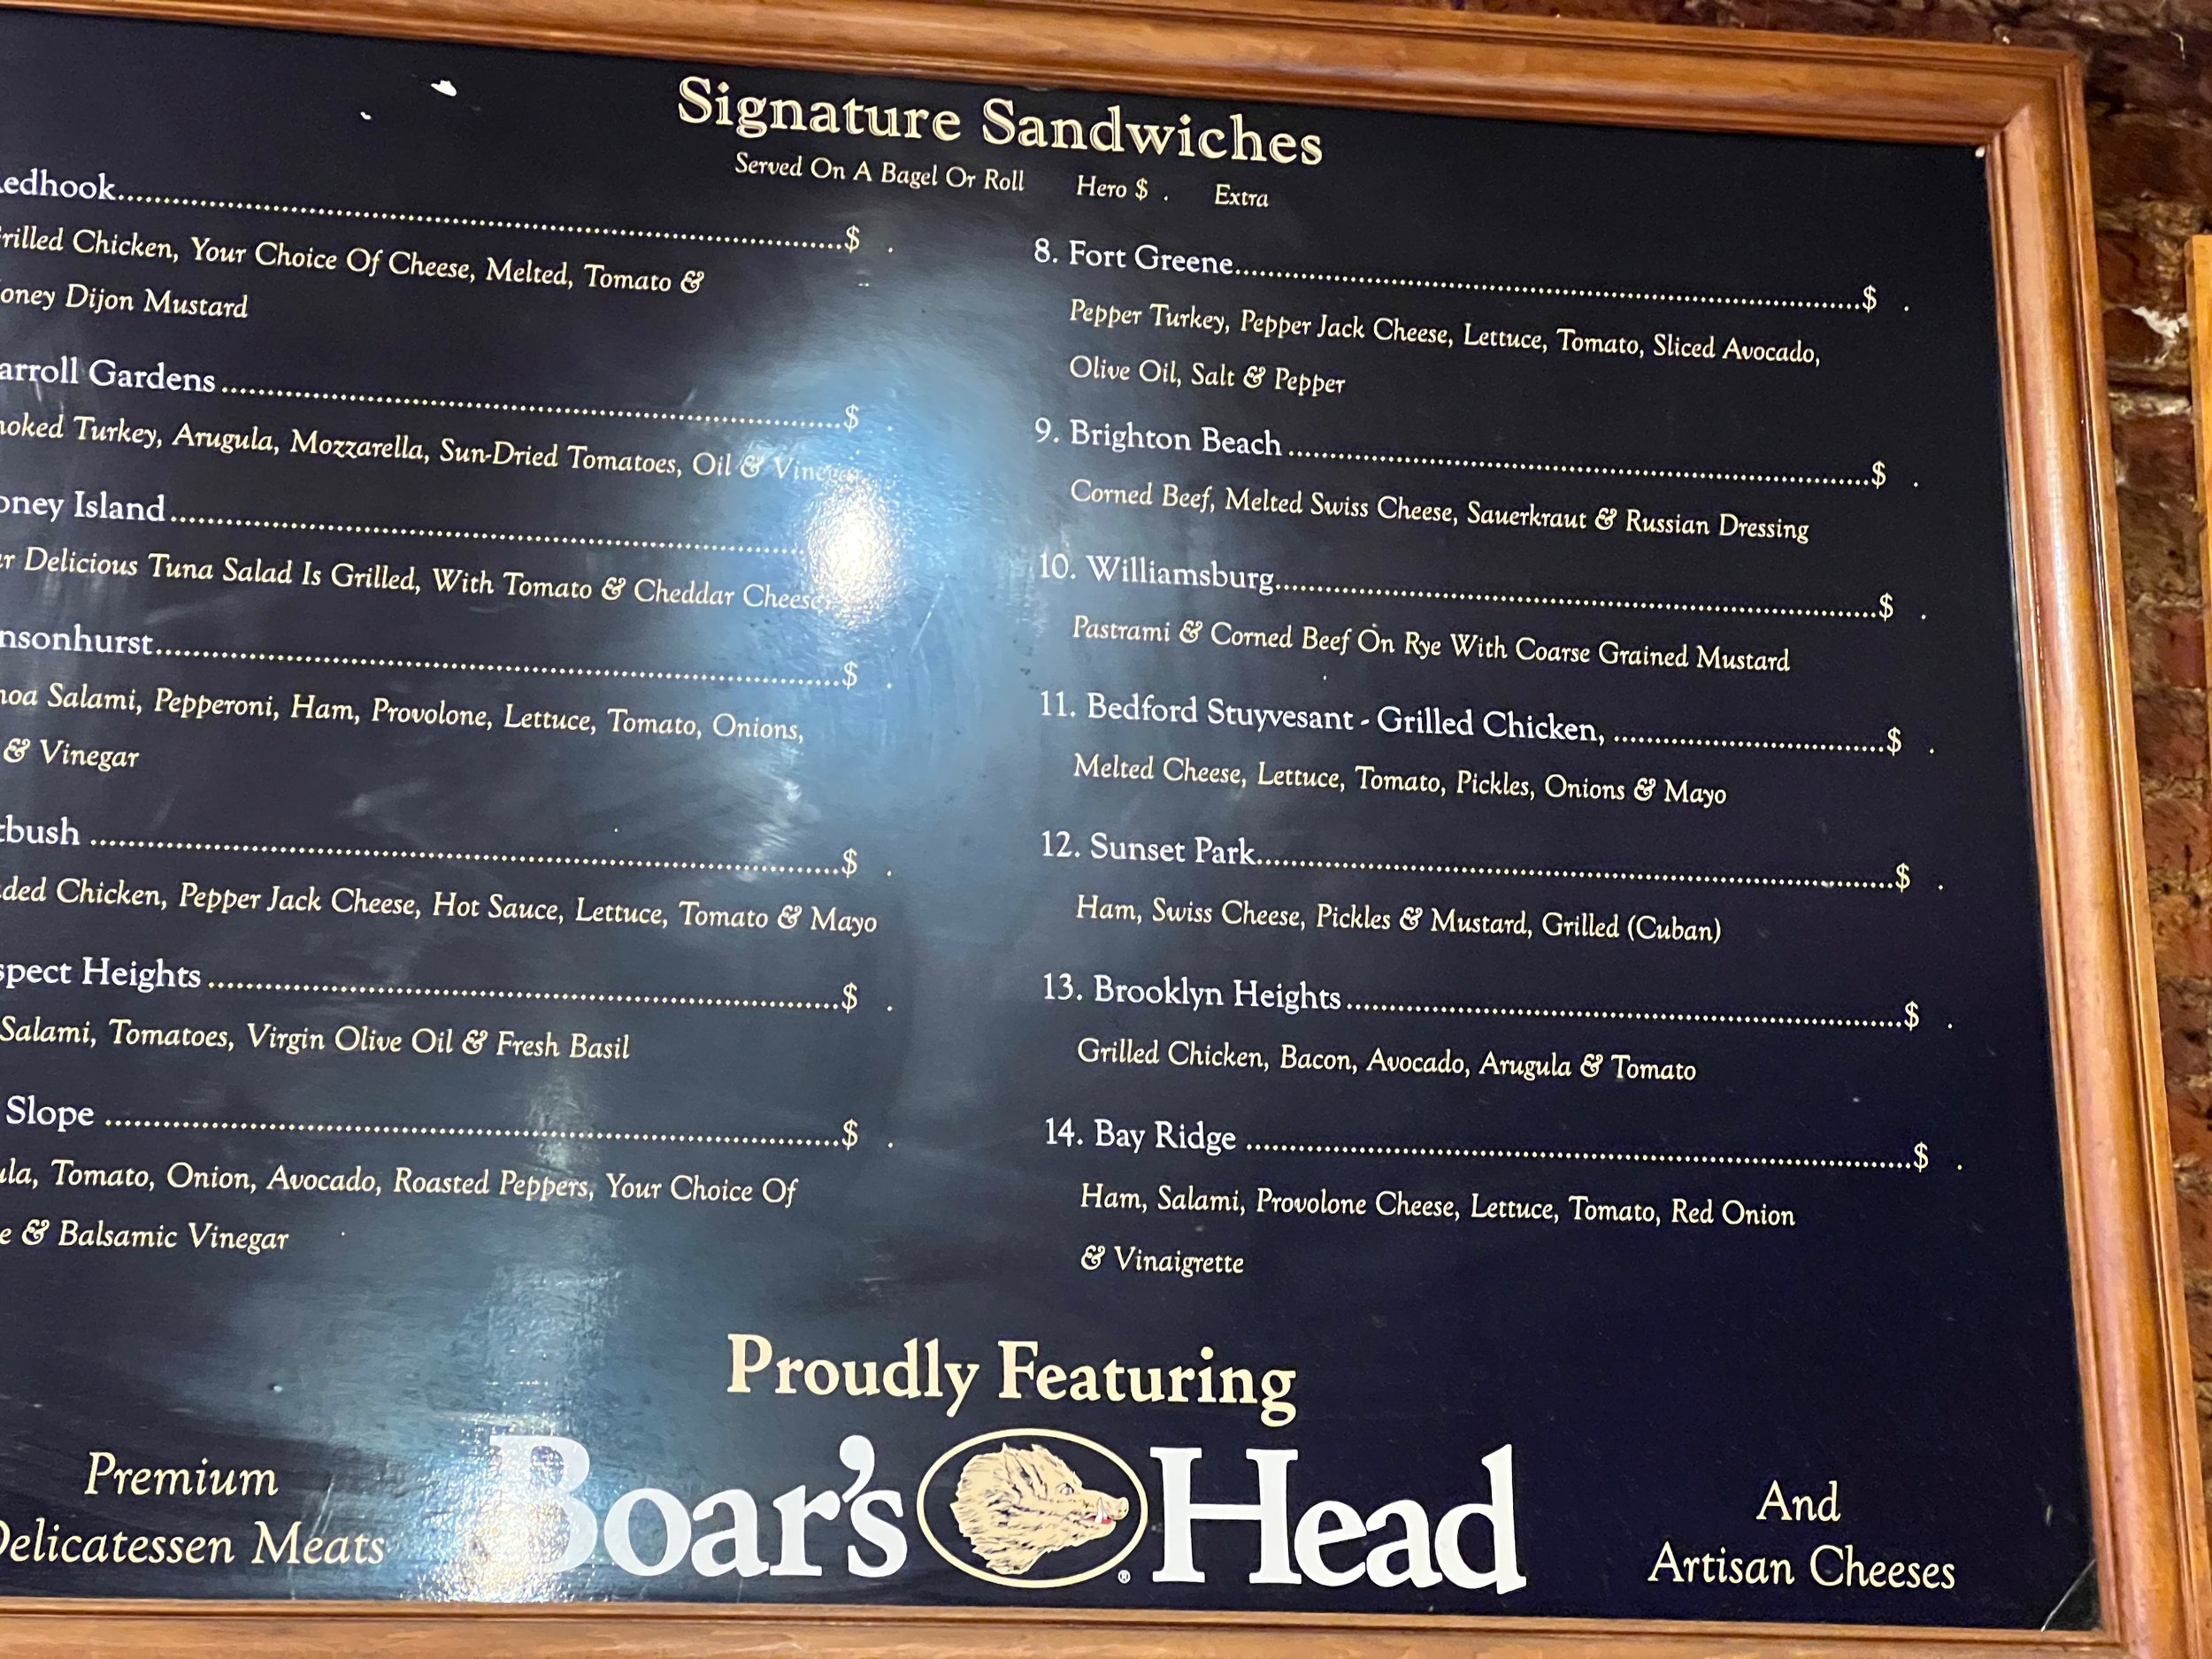 Signature Sandwiches
Served On A Bagel Or Roll Hero $ . Extra
edhook....................$ .
rilled Chicken, Your Choice Of Cheese, Melted, Tomato &
oney Dijon Mustard
arroll Gardens....................$ .
oked Turkey, Arugula, Mozzarella, Sun-Dried Tomatoes, Oil & Vinegar
oney Island....................
r Delicious Tuna Salad Is Grilled, With Tomato & Cheddar Cheese
nsonhurst....................$ .
noa Salami, Pepperoni, Ham, Provolone, Lettuce, Tomato, Onions,
& Vinegar
tbush ....................$ .
ded Chicken, Pepper Jack Cheese, Hot Sauce, Lettuce, Tomato & Mayo
spect Heights....................$ .
Salami, Tomatoes, Virgin Olive Oil & Fresh Basil
Slope ....................$ .
ula, Tomato, Onion, Avocado, Roasted Peppers, Your Choice Of
e & Balsamic Vinegar
8. Fort Greene....................$ .
Pepper Turkey, Pepper Jack Cheese, Lettuce, Tomato, Sliced Avocado,
Olive Oil, Salt & Pepper
9. Brighton Beach....................$ .
Corned Beef, Melted Swiss Cheese, Sauerkraut & Russian Dressing
10. Williamsburg....................$ .
Pastrami & Corned Beef On Rye With Coarse Grained Mustard
11. Bedford Stuyvesant - Grilled Chicken, ....................$ .
Melted Cheese, Lettuce, Tomato, Pickles, Onions & Mayo
12. Sunset Park....................$ .
Ham, Swiss Cheese, Pickles & Mustard, Grilled (Cuban)
13. Brooklyn Heights....................$ .
Grilled Chicken, Bacon, Avocado, Arugula & Tomato
14. Bay Ridge ....................$ .
Ham, Salami, Provolone Cheese, Lettuce, Tomato, Red Onion
& Vinaigrette
Proudly Featuring
Premium
Delicatessen Meats
Boar's Head
®
And
Artisan Cheeses